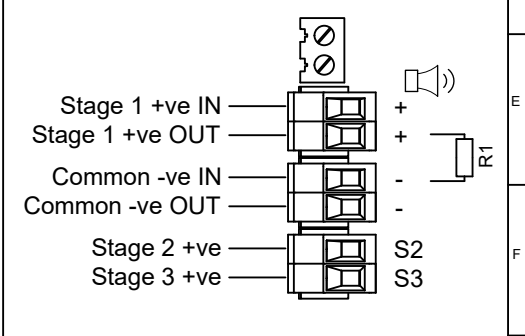 Stage 1 +ve IN +
Stage 1 +ve OUT +
R1
Common -ve IN -
Common -ve OUT -
Stage 2 +ve S2
Stage 3 +ve S3
E
F